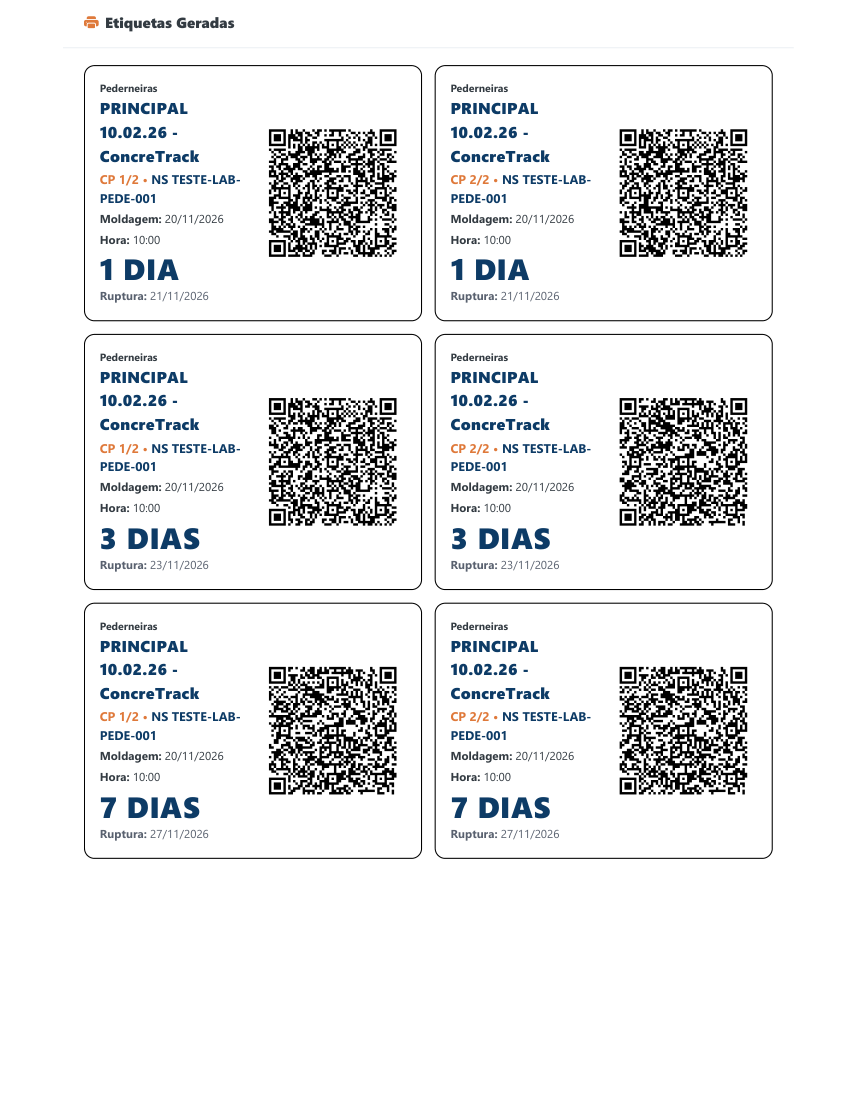 Etiquetas Geradas
Pederneiras
PRINCIPAL
10.02.26 -
ConcreTrack
CP 1/2 • NS TESTE-LAB-
PEDE-001
Moldagem: 20/11/2026
Hora: 10:00
1 DIA
Ruptura: 21/11/2026
Pederneiras
PRINCIPAL
10.02.26 -
ConcreTrack
CP 2/2 • NS TESTE-LAB-
PEDE-001
Moldagem: 20/11/2026
Hora: 10:00
1 DIA
Ruptura: 21/11/2026
Pederneiras
PRINCIPAL
10.02.26 -
ConcreTrack
CP 1/2 • NS TESTE-LAB-
PEDE-001
Moldagem: 20/11/2026
Hora: 10:00
3 DIAS
Ruptura: 23/11/2026
Pederneiras
PRINCIPAL
10.02.26 -
ConcreTrack
CP 2/2 • NS TESTE-LAB-
PEDE-001
Moldagem: 20/11/2026
Hora: 10:00
3 DIAS
Ruptura: 23/11/2026
Pederneiras
PRINCIPAL
10.02.26 -
ConcreTrack
CP 1/2 • NS TESTE-LAB-
PEDE-001
Moldagem: 20/11/2026
Hora: 10:00
7 DIAS
Ruptura: 27/11/2026
Pederneiras
PRINCIPAL
10.02.26 -
ConcreTrack
CP 2/2 • NS TESTE-LAB-
PEDE-001
Moldagem: 20/11/2026
Hora: 10:00
7 DIAS
Ruptura: 27/11/2026